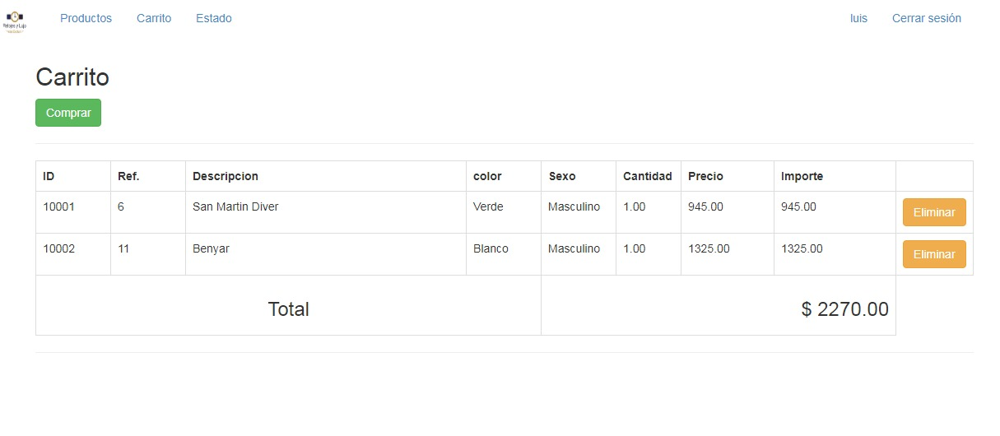 Relojes y Lujo
Productos Carrito Estado luis Cerrar sesión
Carrito
Comprar
ID Ref. Descripcion color Sexo Cantidad Precio Importe
10001 6 San Martin Diver Verde Masculino 1.00 945.00 945.00 Eliminar
10002 11 Benyar Blanco Masculino 1.00 1325.00 1325.00 Eliminar
Total $ 2270.00